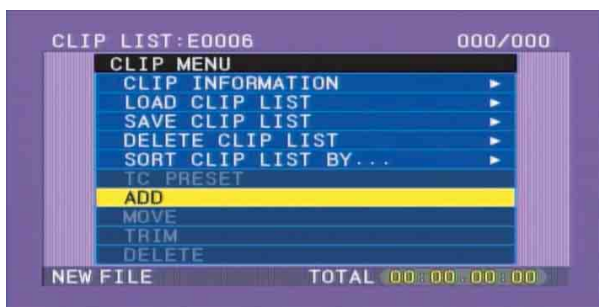 CLIP LIST:E0006 000/000
CLIP MENU
CLIP INFORMATION
LOAD CLIP LIST
SAVE CLIP LIST
DELETE CLIP LIST
SORT CLIP LIST BY...
TC PRESET
ADD
MOVE
TRIM
DELETE
NEW FILE TOTAL 00:00:00:00